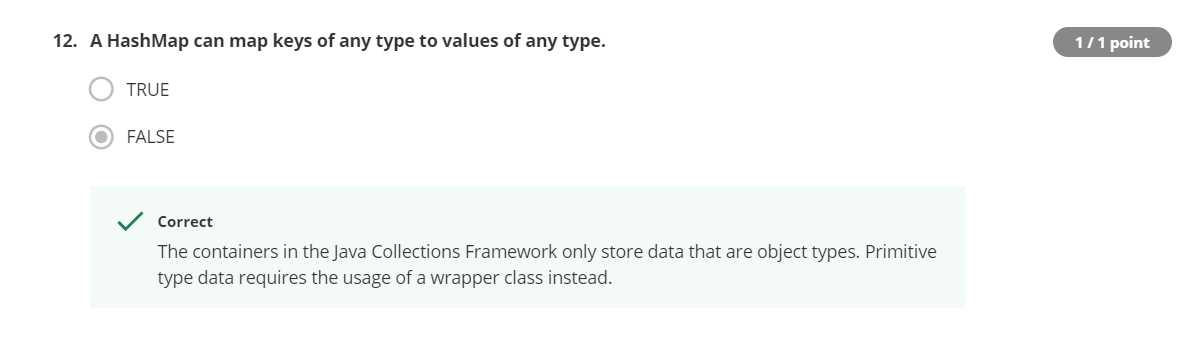 12. A HashMap can map keys of any type to values of any type.
1 / 1 point
TRUE
FALSE
Correct
The containers in the Java Collections Framework only store data that are object types. Primitive
type data requires the usage of a wrapper class instead.